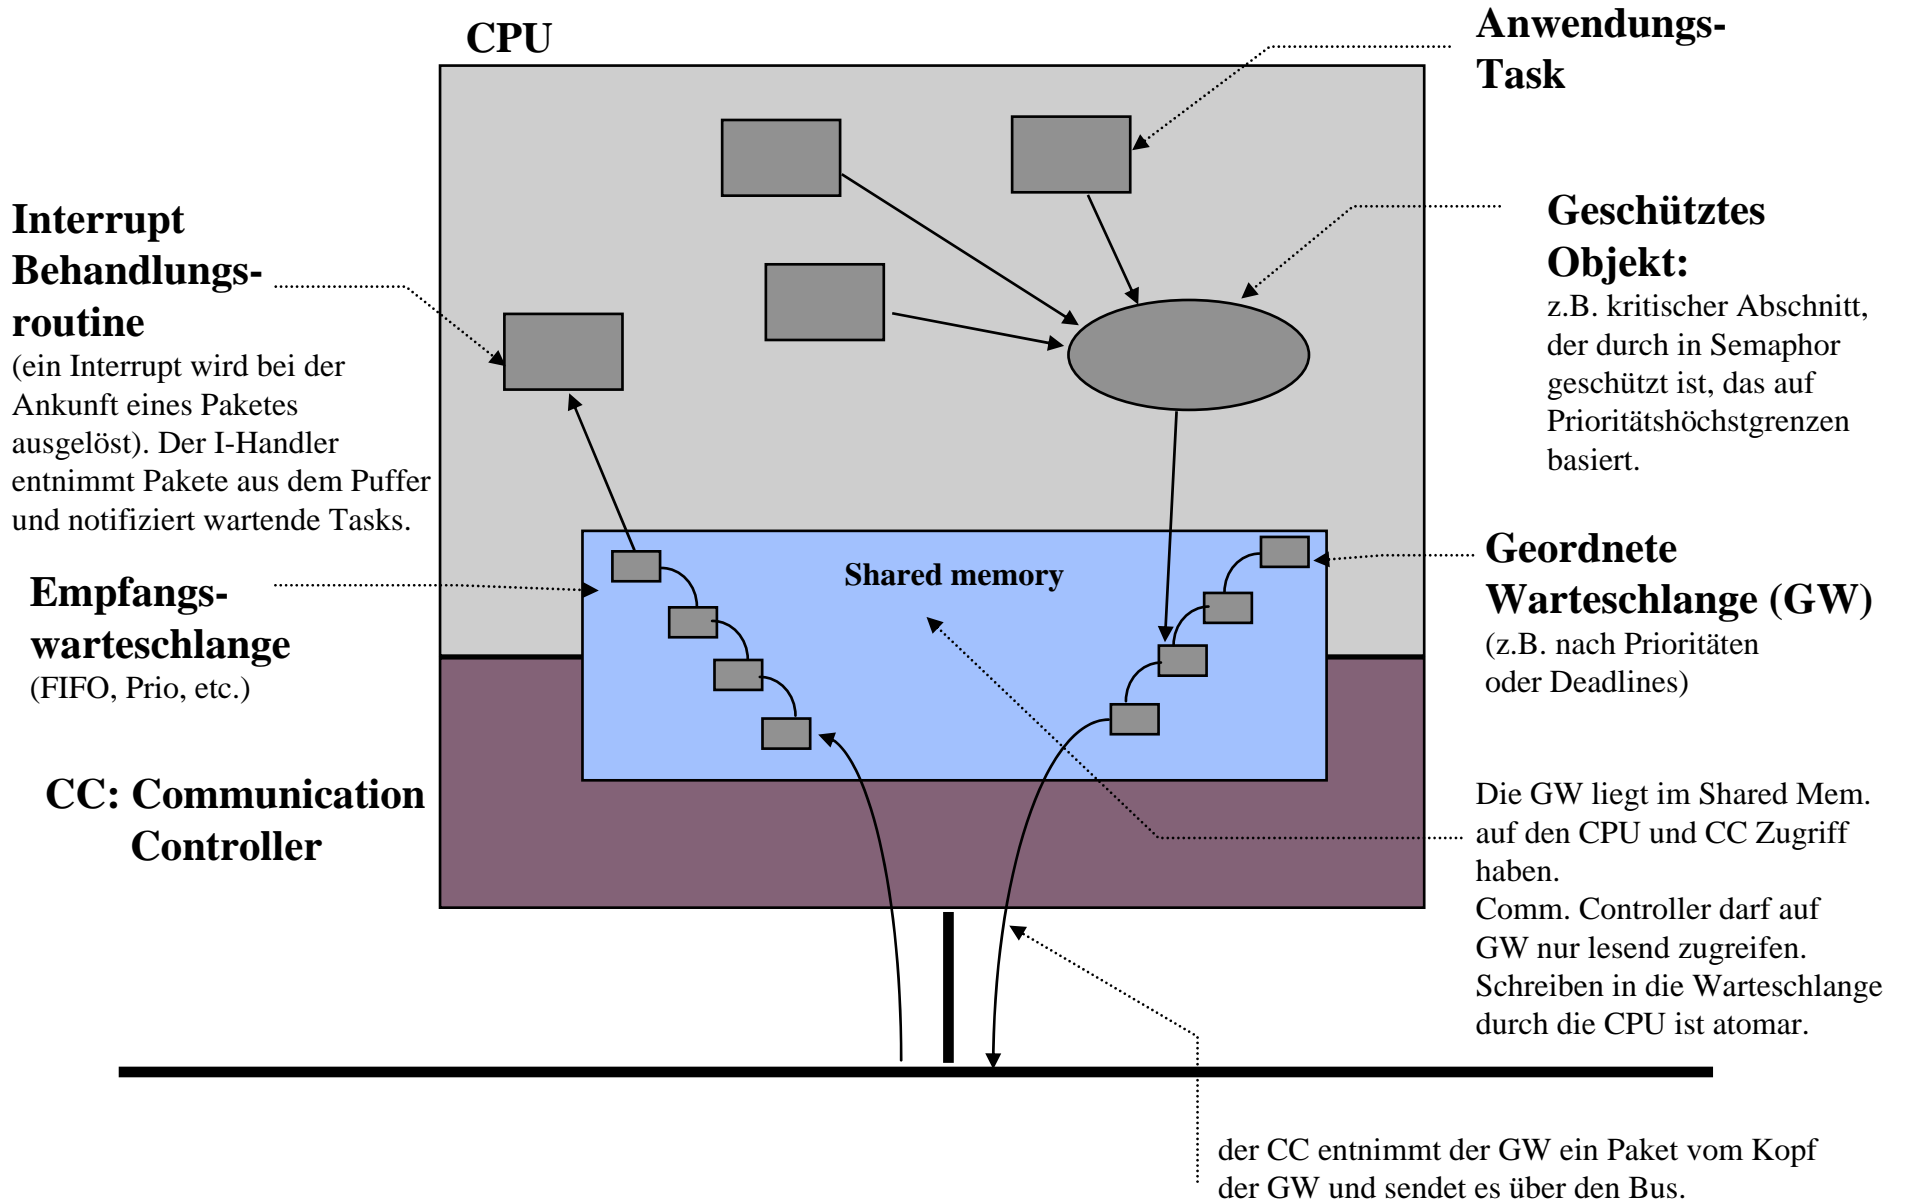 CPU
Anwendungs-
Task
Interrupt
Behandlungs-
routine
(ein Interrupt wird bei der
Ankunft eines Paketes
ausgelöst). Der I-Handler
entnimmt Pakete aus dem Puffer
und notifiziert wartende Tasks.
Geschütztes
Objekt:
z.B. kritischer Abschnitt,
der durch in Semaphor
geschützt ist, das auf
Prioritätshöchstgrenzen
basiert.
Shared memory
Empfangs-
warteschlange
(FIFO, Prio, etc.)
Geordnete
Warteschlange (GW)
(z.B. nach Prioritäten
oder Deadlines)
CC: Communication
Controller
Die GW liegt im Shared Mem.
auf den CPU und CC Zugriff
haben.
Comm. Controller darf auf
GW nur lesend zugreifen.
Schreiben in die Warteschlange
durch die CPU ist atomar.
der CC entnimmt der GW ein Paket vom Kopf
der GW und sendet es über den Bus.